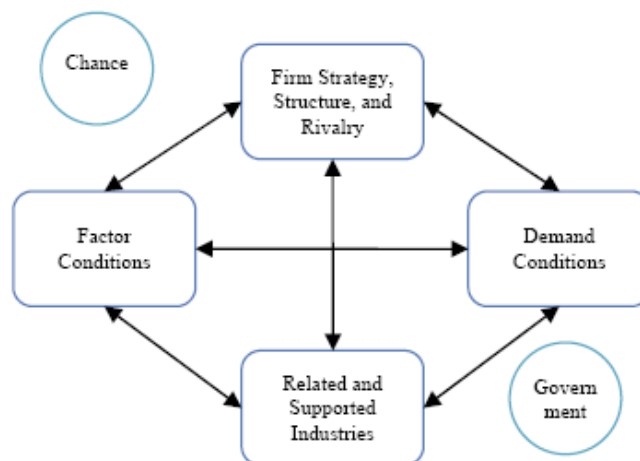 Chance
Firm Strategy,
Structure, and
Rivalry
Factor
Conditions
Demand
Conditions
Related and
Supported
Industries
Govern
ment